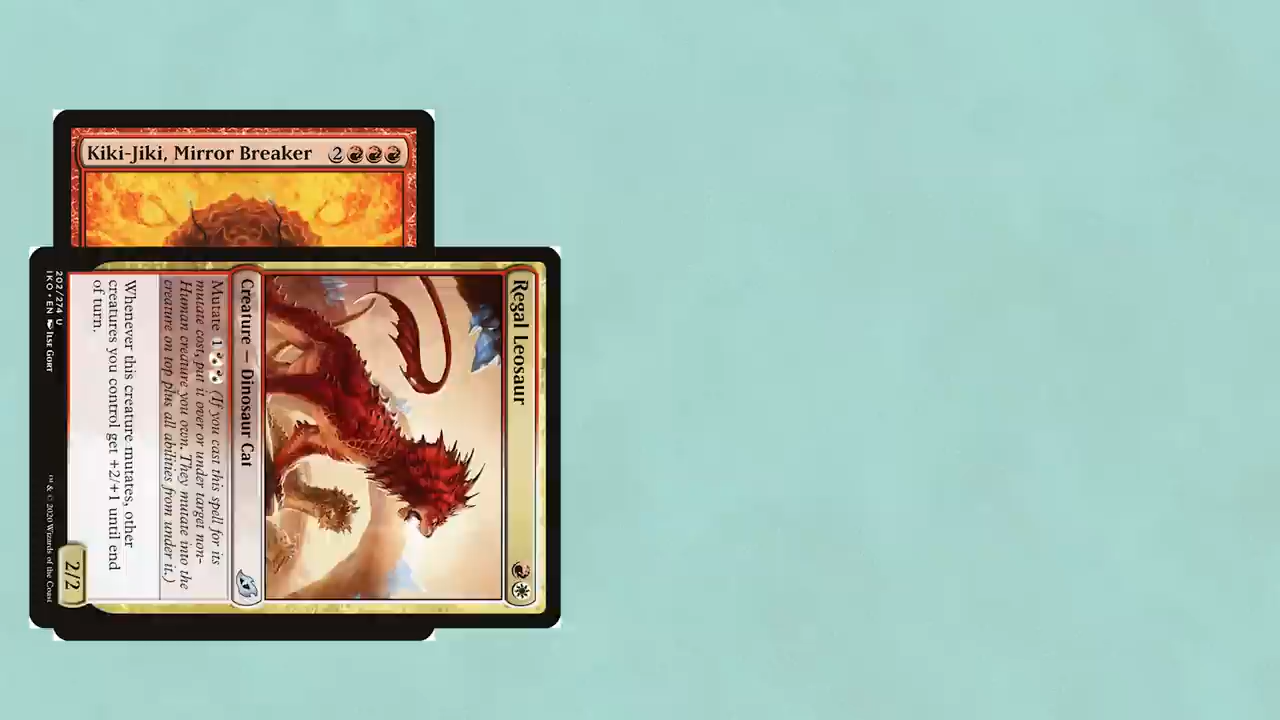 Kiki-Jiki, Mirror Breaker 2
Regal Leosaur
Creature — Dinosaur Cat
Mutate 1 (If you cast this spell for its
mutate cost, put it over or under target non-
Human creature you own. They mutate into the
creature on top plus all abilities from under it.)
Whenever this creature mutates, other
creatures you control get +2/+1 until end
of turn.
2/2
202/274 U
IKO • EN ILSE GORT
™ & © 2020 Wizards of the Coast